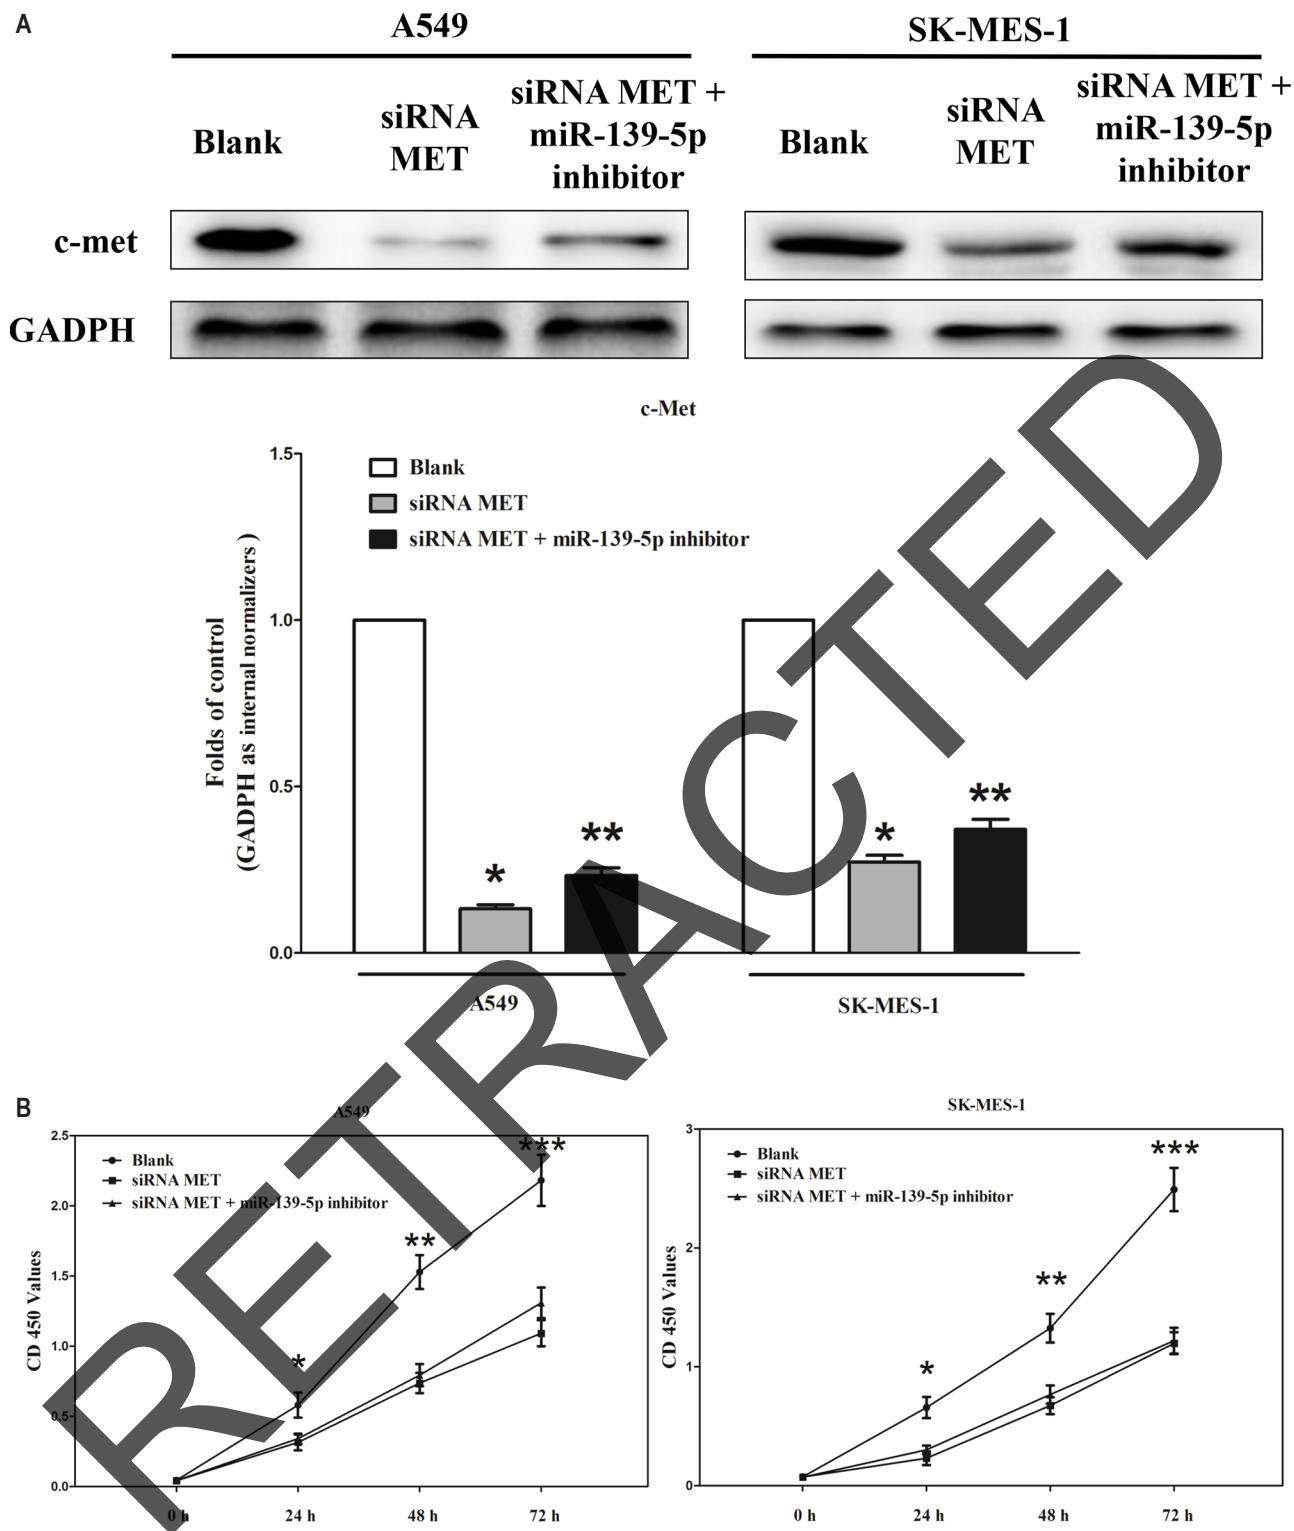 A
A549
SK-MES-1
Blank
siRNA
MET
siRNA MET +
miR-139-5p
inhibitor
Blank
siRNA
MET
siRNA MET +
miR-139-5p
inhibitor
c-met
GADPH
c-Met
1.5
1.0
0.5
0.0
Folds of control
(GADPH as internal normalizers )
Blank
siRNA MET
siRNA MET + miR-139-5p inhibitor
*
**
*
**
A549
SK-MES-1
RETRACTED
B
A549
2.5
2.0
1.5
1.0
0.5
0.0
CD 450 Values
Blank
siRNA MET
siRNA MET + miR-139-5p inhibitor
*
**
***
0 h
24 h
48 h
72 h
SK-MES-1
3
2
1
0
CD 450 Values
Blank
siRNA MET
siRNA MET + miR-139-5p inhibitor
*
**
***
0 h
24 h
48 h
72 h